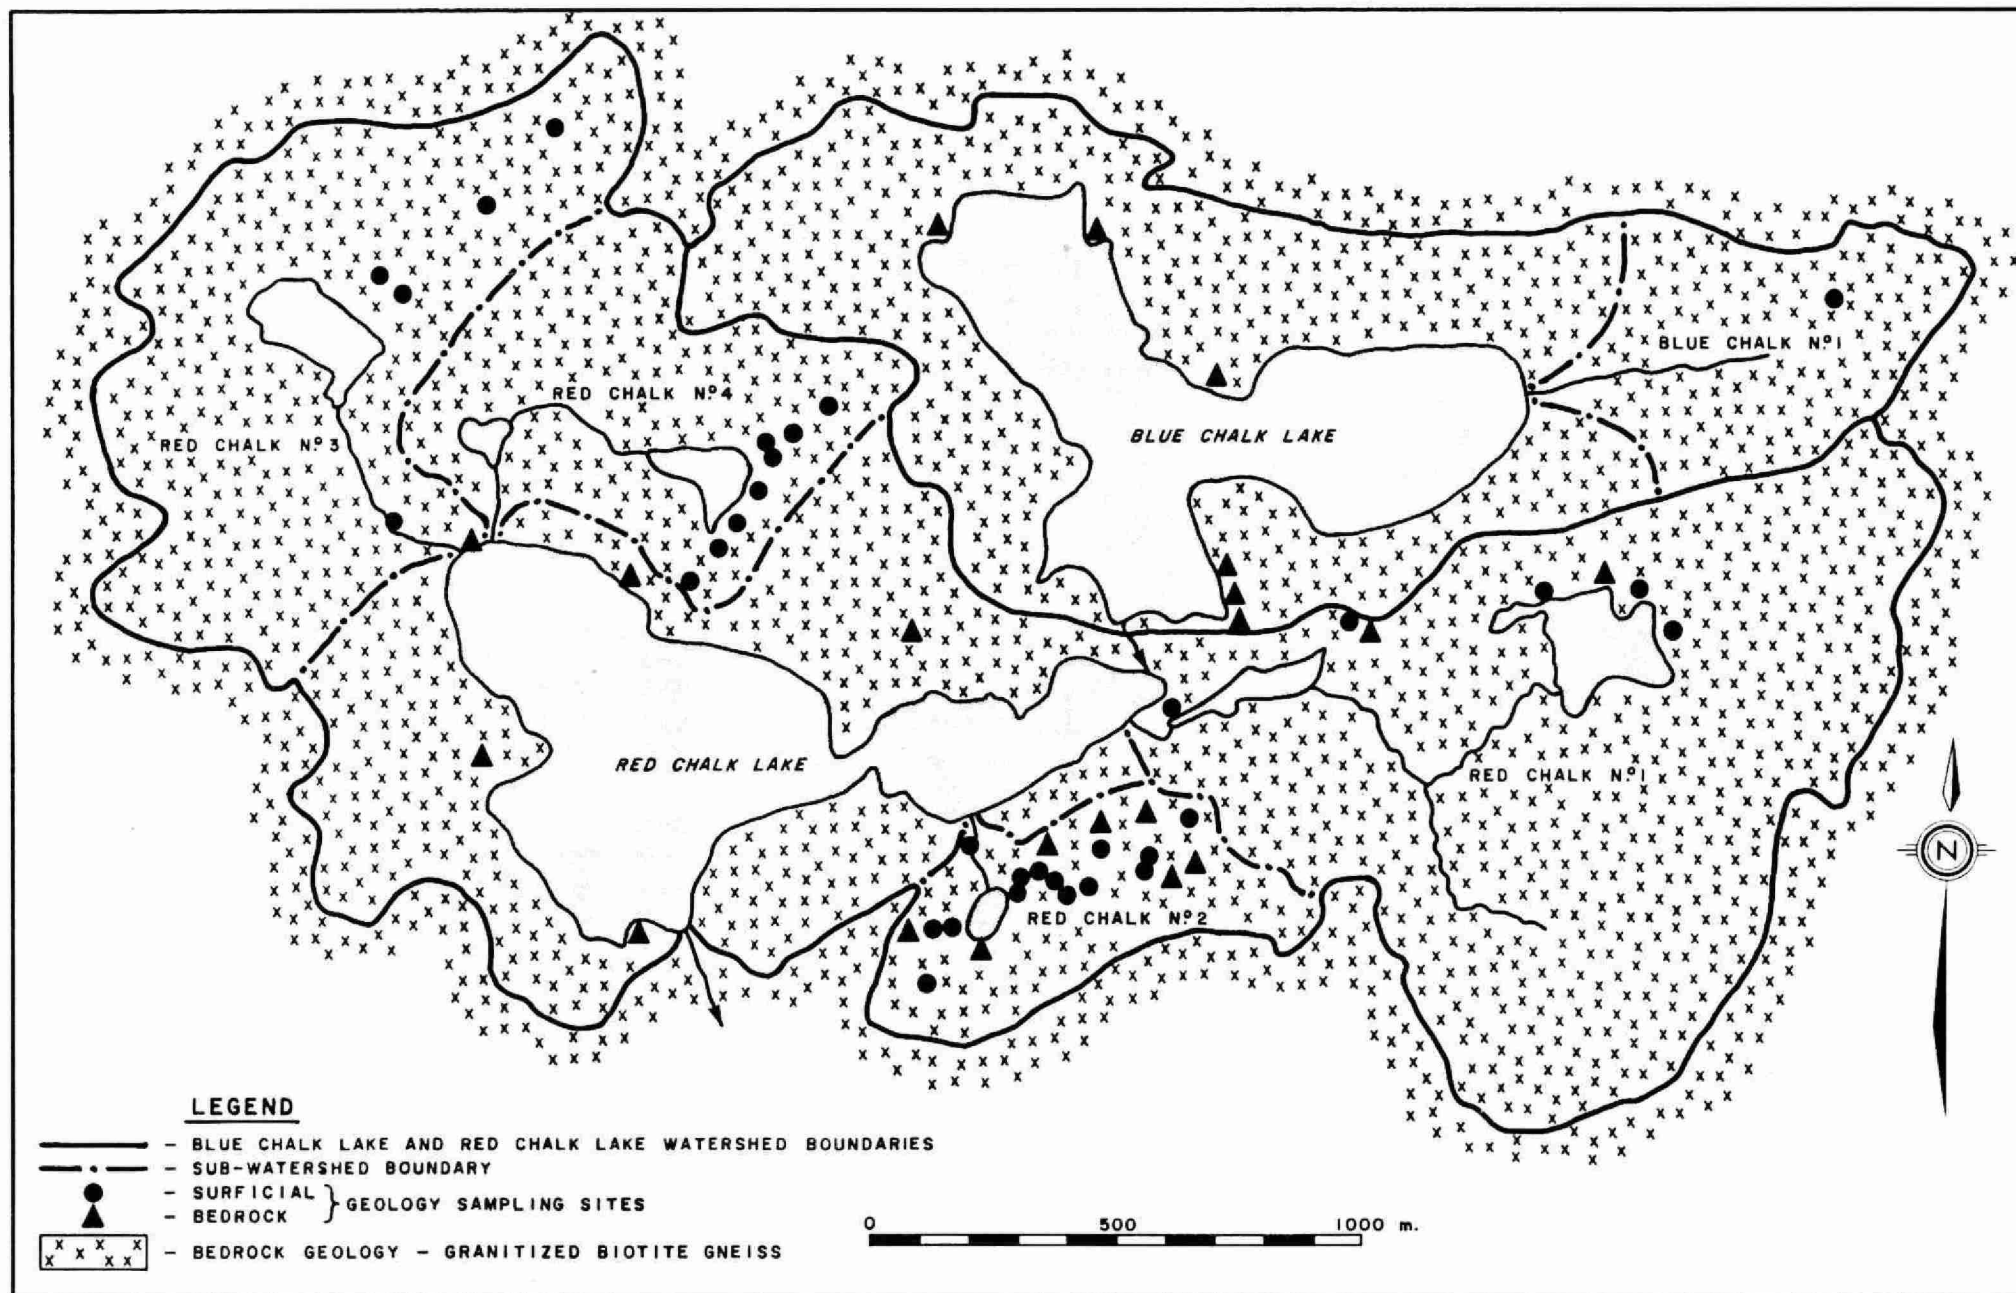 BLUE CHALK Nº1
RED CHALK Nº4
RED CHALK Nº3
BLUE CHALK LAKE
RED CHALK LAKE
RED CHALK Nº1
RED CHALK Nº2
N
LEGEND
- BLUE CHALK LAKE AND RED CHALK LAKE WATERSHED BOUNDARIES
- SUB-WATERSHED BOUNDARY
- SURFICIAL
- BEDROCK
} GEOLOGY SAMPLING SITES
- BEDROCK GEOLOGY - GRANITIZED BIOTITE GNEISS
0 500 1000 m.